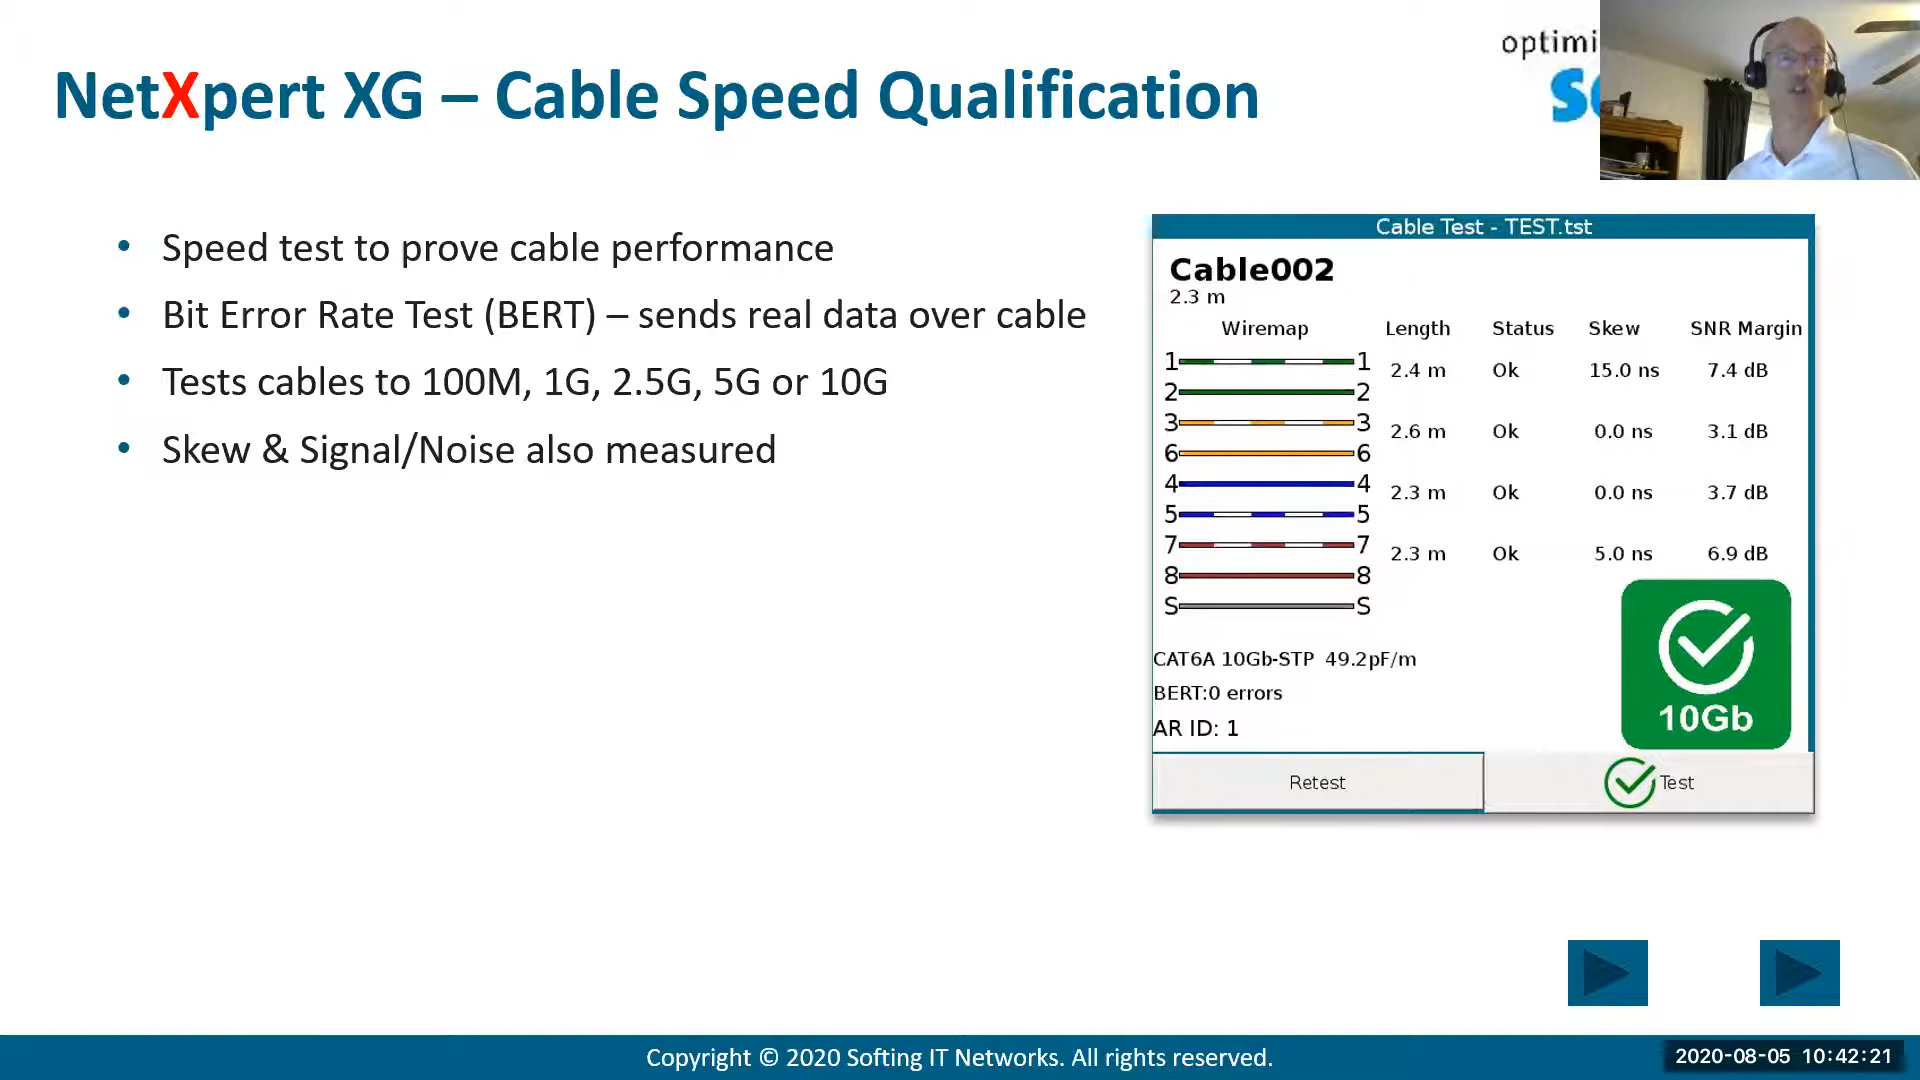 optimi
NetXpert XG – Cable Speed Qualification
• Speed test to prove cable performance
• Bit Error Rate Test (BERT) – sends real data over cable
• Tests cables to 100M, 1G, 2.5G, 5G or 10G
• Skew & Signal/Noise also measured
Cable Test - TEST.tst
Cable002
2.3 m
Wiremap Length Status Skew SNR Margin
1 1
2.4 m Ok 15.0 ns 7.4 dB
2 2
3 3
2.6 m Ok 0.0 ns 3.1 dB
6 6
4 4
2.3 m Ok 0.0 ns 3.7 dB
5 5
7 7
2.3 m Ok 5.0 ns 6.9 dB
8 8
S S
CAT6A 10Gb-STP 49.2pF/m
BERT:0 errors
AR ID: 1
10Gb
Retest Test
Copyright © 2020 Softing IT Networks. All rights reserved.
2020-08-05 10:42:21